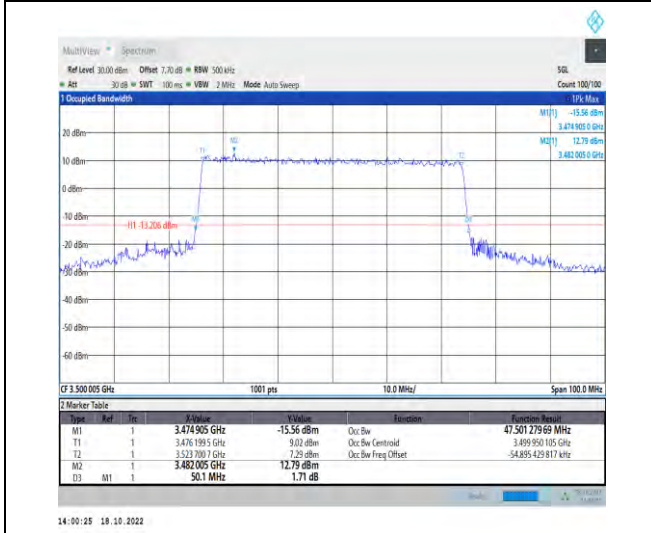 MultiView Spectrum
Ref Level 30.00 dBm Offset 7.70 dB RBW 500 kHz SGL
Att 30 dB SWT 100 ms VBW 2 MHz Mode Auto Sweep Count 100/100
1 Occupied Bandwidth 1Pk Max
M1[1] -15.56 dBm
3.474 905 0 GHz
20 dBm
M2[1] 12.79 dBm
3.482 005 0 GHz
M2
T1 T2
10 dBm
0 dBm
-10 dBm
M1 D3
H1 -13.206 dBm
-20 dBm
-30 dBm
-40 dBm
-50 dBm
-60 dBm
CF 3.500 005 GHz 1001 pts 10.0 MHz/ Span 100.0 MHz
2 Marker Table
Type Ref Trc X-Value Y-Value Function Function Result
M1 1 3.474 905 GHz -15.56 dBm Occ Bw 47.501 279 69 MHz
T1 1 3.476 199 5 GHz 9.02 dBm Occ Bw Centroid 3.499 950 105 GHz
T2 1 3.523 700 7 GHz 7.29 dBm Occ Bw Freq Offset -54.895 429 817 kHz
M2 1 3.482 005 GHz 12.79 dBm
D3 M1 1 50.1 MHz 1.71 dB
14:00:25 18.10.2022